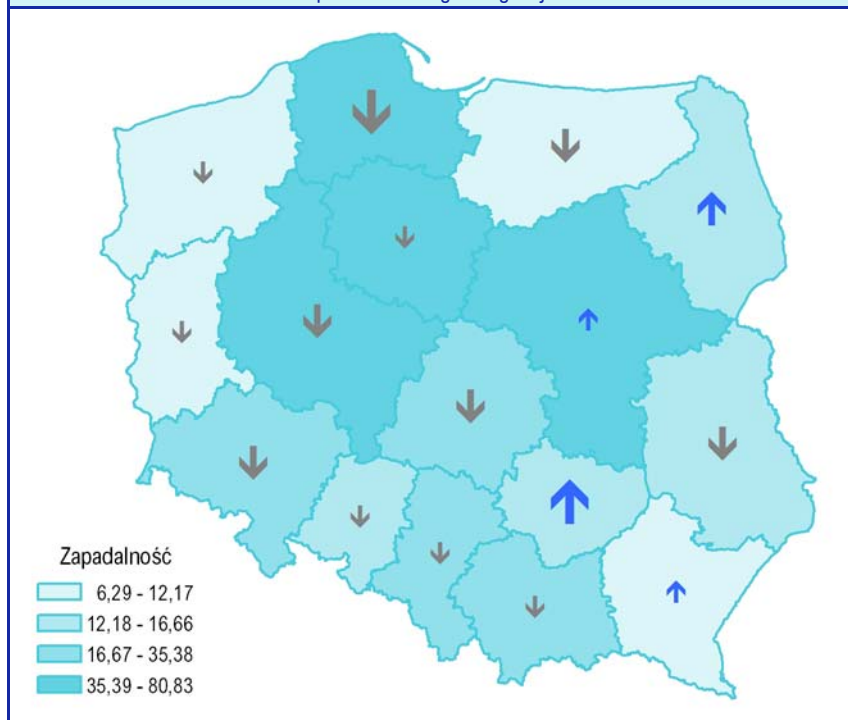 Zapadalność
6,29 - 12,17
12,18 - 16,66
16,67 - 35,38
35,39 - 80,83